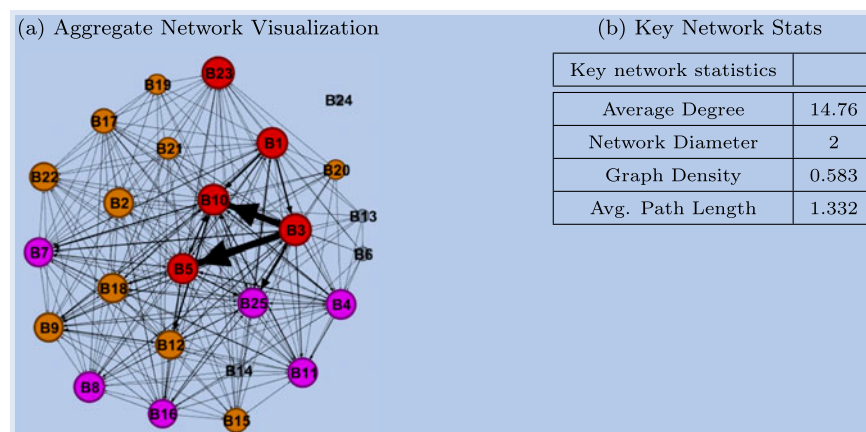 (a) Aggregate Network Visualization
B23
B19
B24
B17
B1
B21
B20
B22
B2
B10
B13
B3
B7
B6
B5
B18
B25
B4
B9
B12
B14
B11
B8
B16
B15
(b) Key Network Stats
Key network statistics
Average Degree 14.76
Network Diameter 2
Graph Density 0.583
Avg. Path Length 1.332